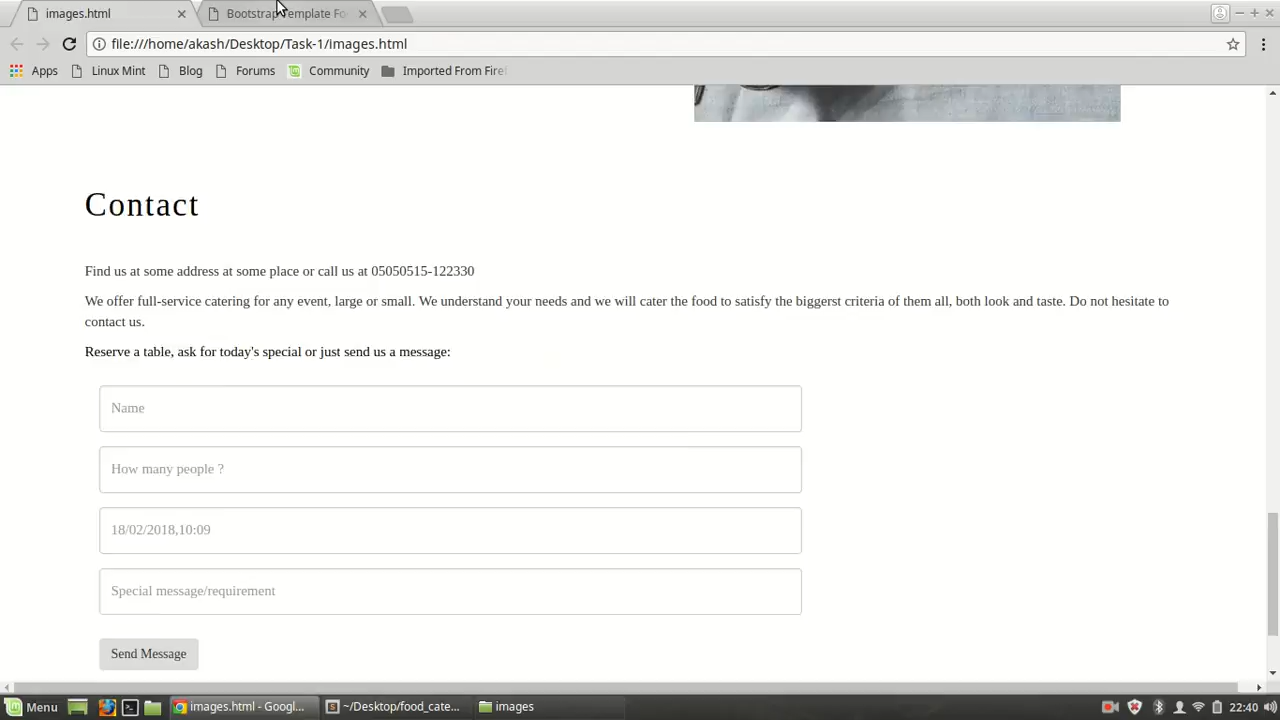 images.html
Bootstrap Template Fo
file:///home/akash/Desktop/Task-1/images.html
Apps
Linux Mint
Blog
Forums
Community
Imported From Firef
Contact
Find us at some address at some place or call us at 05050515-122330
We offer full-service catering for any event, large or small. We understand your needs and we will cater the food to satisfy the biggerst criteria of them all, both look and taste. Do not hesitate to
contact us.
Reserve a table, ask for today's special or just send us a message:
Name
How many people ?
18/02/2018,10:09
Special message/requirement
Send Message
Menu
images.html - Googl...
~/Desktop/food_cate...
images
22:40